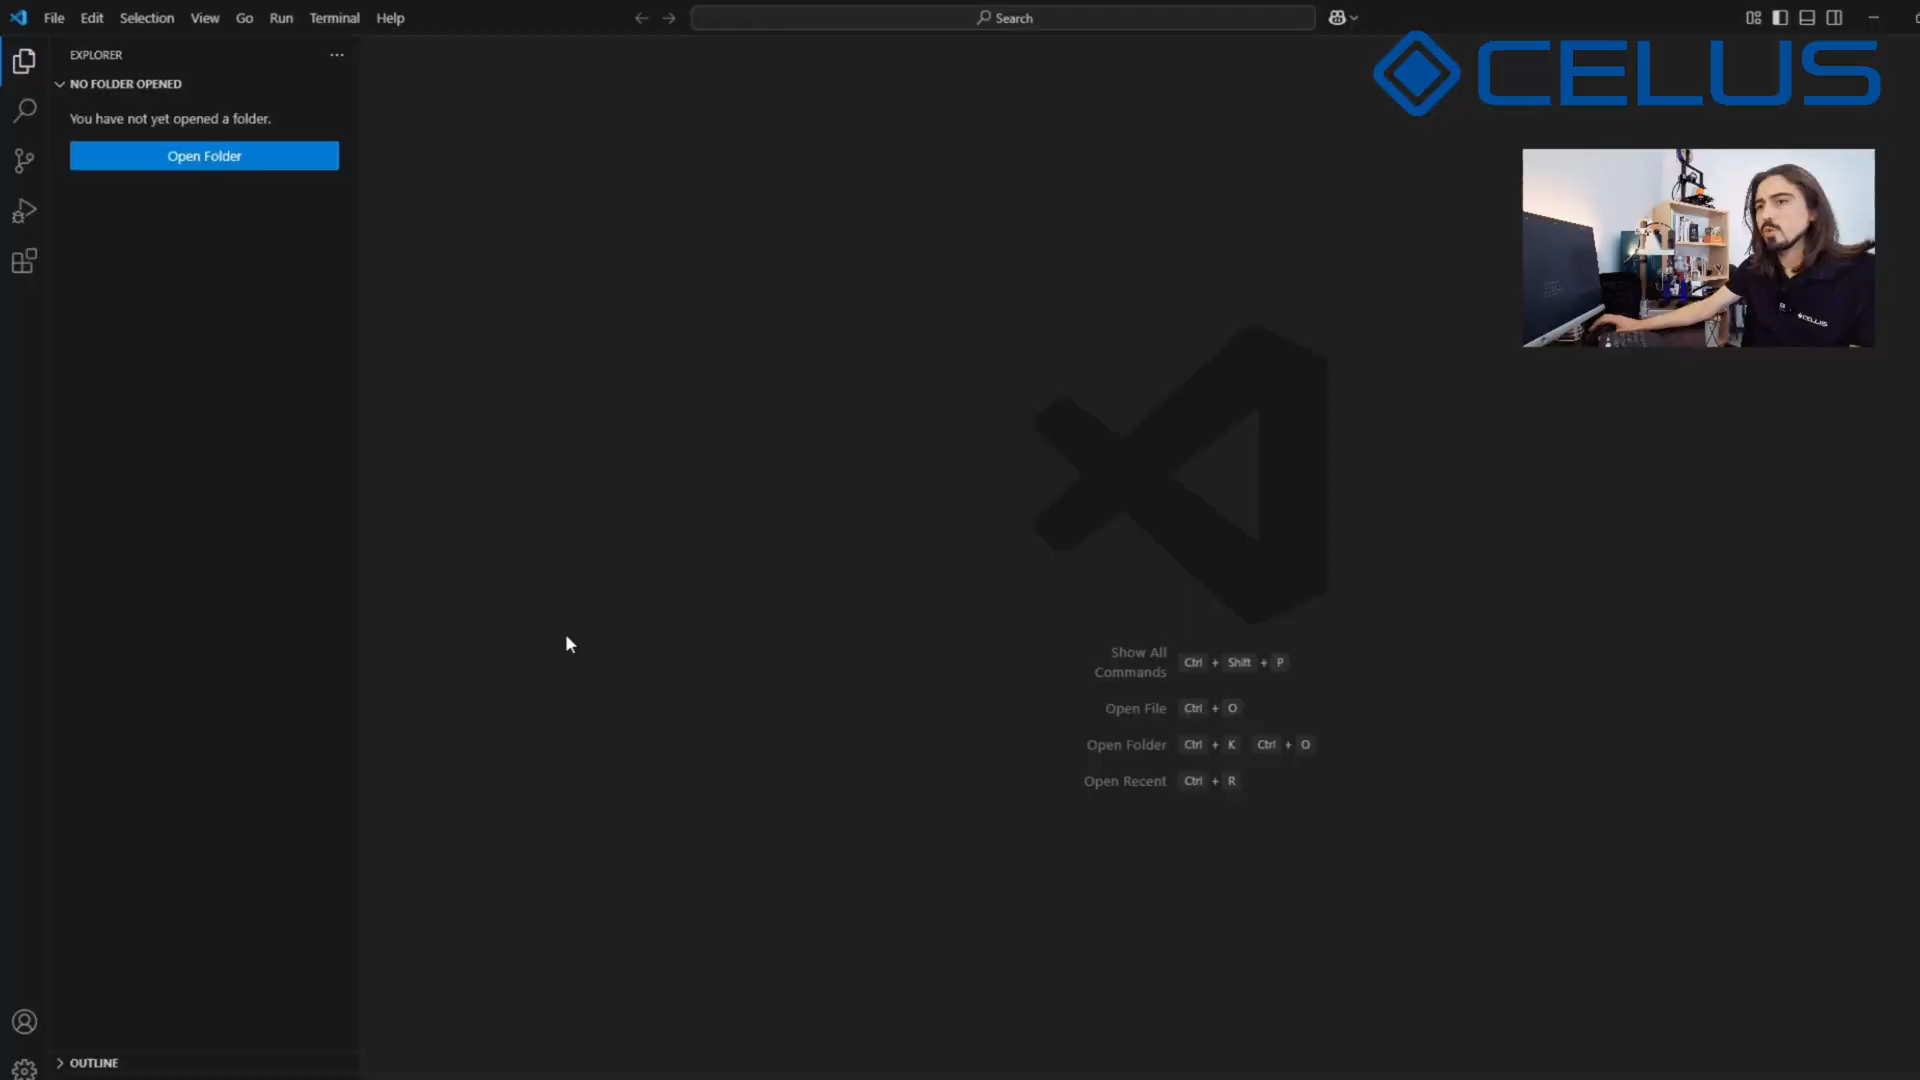 File Edit Selection View Go Run Terminal Help
Search
EXPLORER
CELUS
NO FOLDER OPENED
You have not yet opened a folder.
Open Folder
CELUS
Show All Commands Ctrl + Shift + P
Open File Ctrl + O
Open Folder Ctrl + K Ctrl + O
Open Recent Ctrl + R
OUTLINE